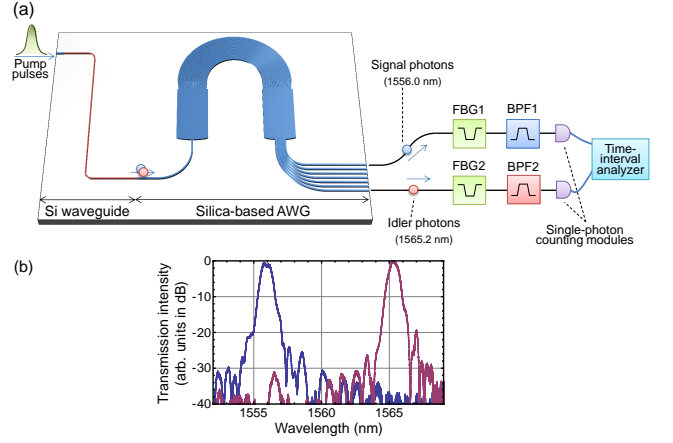 (a)
Pump
pulses
Signal photons
(1556.0 nm)
FBG1
BPF1
FBG2
BPF2
Time-
interval
analyzer
Si waveguide
Silica-based AWG
Idler photons
(1565.2 nm)
Single-photon
counting modules
(b)
Transmission intensity
(arb. units in dB)
0
-10
-20
-30
-40
1555
1560
1565
Wavelength (nm)